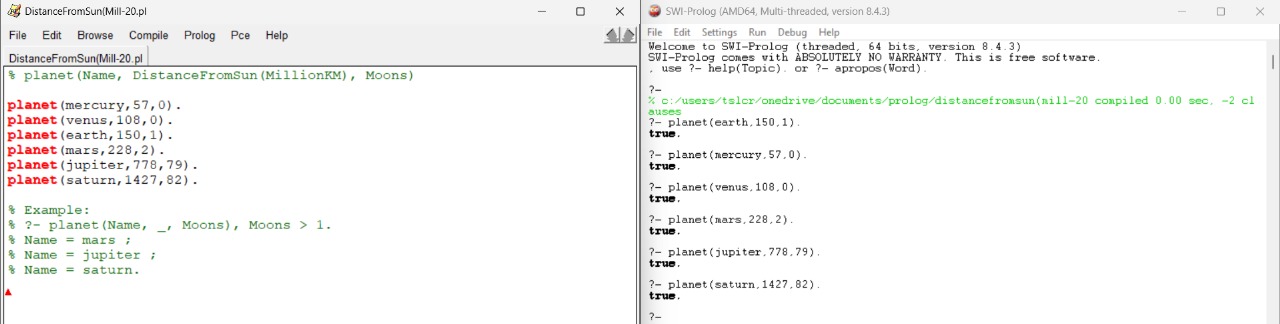 DistanceFromSun(Mill-20.pl
File Edit Browse Compile Prolog Pce Help
DistanceFromSun(Mill-20.pl
% planet(Name, DistanceFromSun(MillionKM), Moons)
planet(mercury,57,0).
planet(venus,108,0).
planet(earth,150,1).
planet(mars,228,2).
planet(jupiter,778,79).
planet(saturn,1427,82).
% Example:
% ?- planet(Name, _, Moons), Moons > 1.
% Name = mars ;
% Name = jupiter ;
% Name = saturn.
SWI-Prolog (AMD64, Multi-threaded, version 8.4.3)
File Edit Settings Run Debug Help
Welcome to SWI-Prolog (threaded, 64 bits, version 8.4.3)
SWI-Prolog comes with ABSOLUTELY NO WARRANTY. This is free software.
, use ?- help(Topic). or ?- apropos(Word).
?-
% c:/users/tslcr/onedrive/documents/prolog/distancefromsun(mill-20 compiled 0.00 sec, -2 cl
auses
?- planet(earth,150,1).
true.
?- planet(mercury,57,0).
true.
?- planet(venus,108,0).
true.
?- planet(mars,228,2).
true.
?- planet(jupiter,778,79).
true.
?- planet(saturn,1427,82).
true.
?-